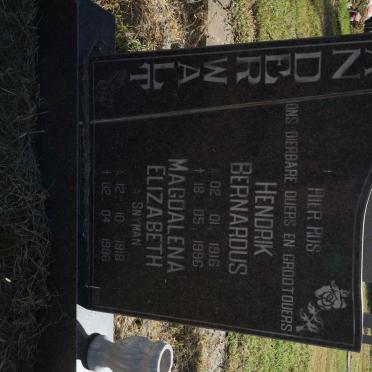 HIER RUS
ONS DIERBARE OUERS EN GROOTOUERS
HENDRIK
BERNARDUS
☆ 02 . 01 . 1916
† 18 . 05 . 1996
MAGDALENA
ELIZABETH
☆ 12 . 10 . 1918
† 02 . 04 . 1986
N
DER
WALT